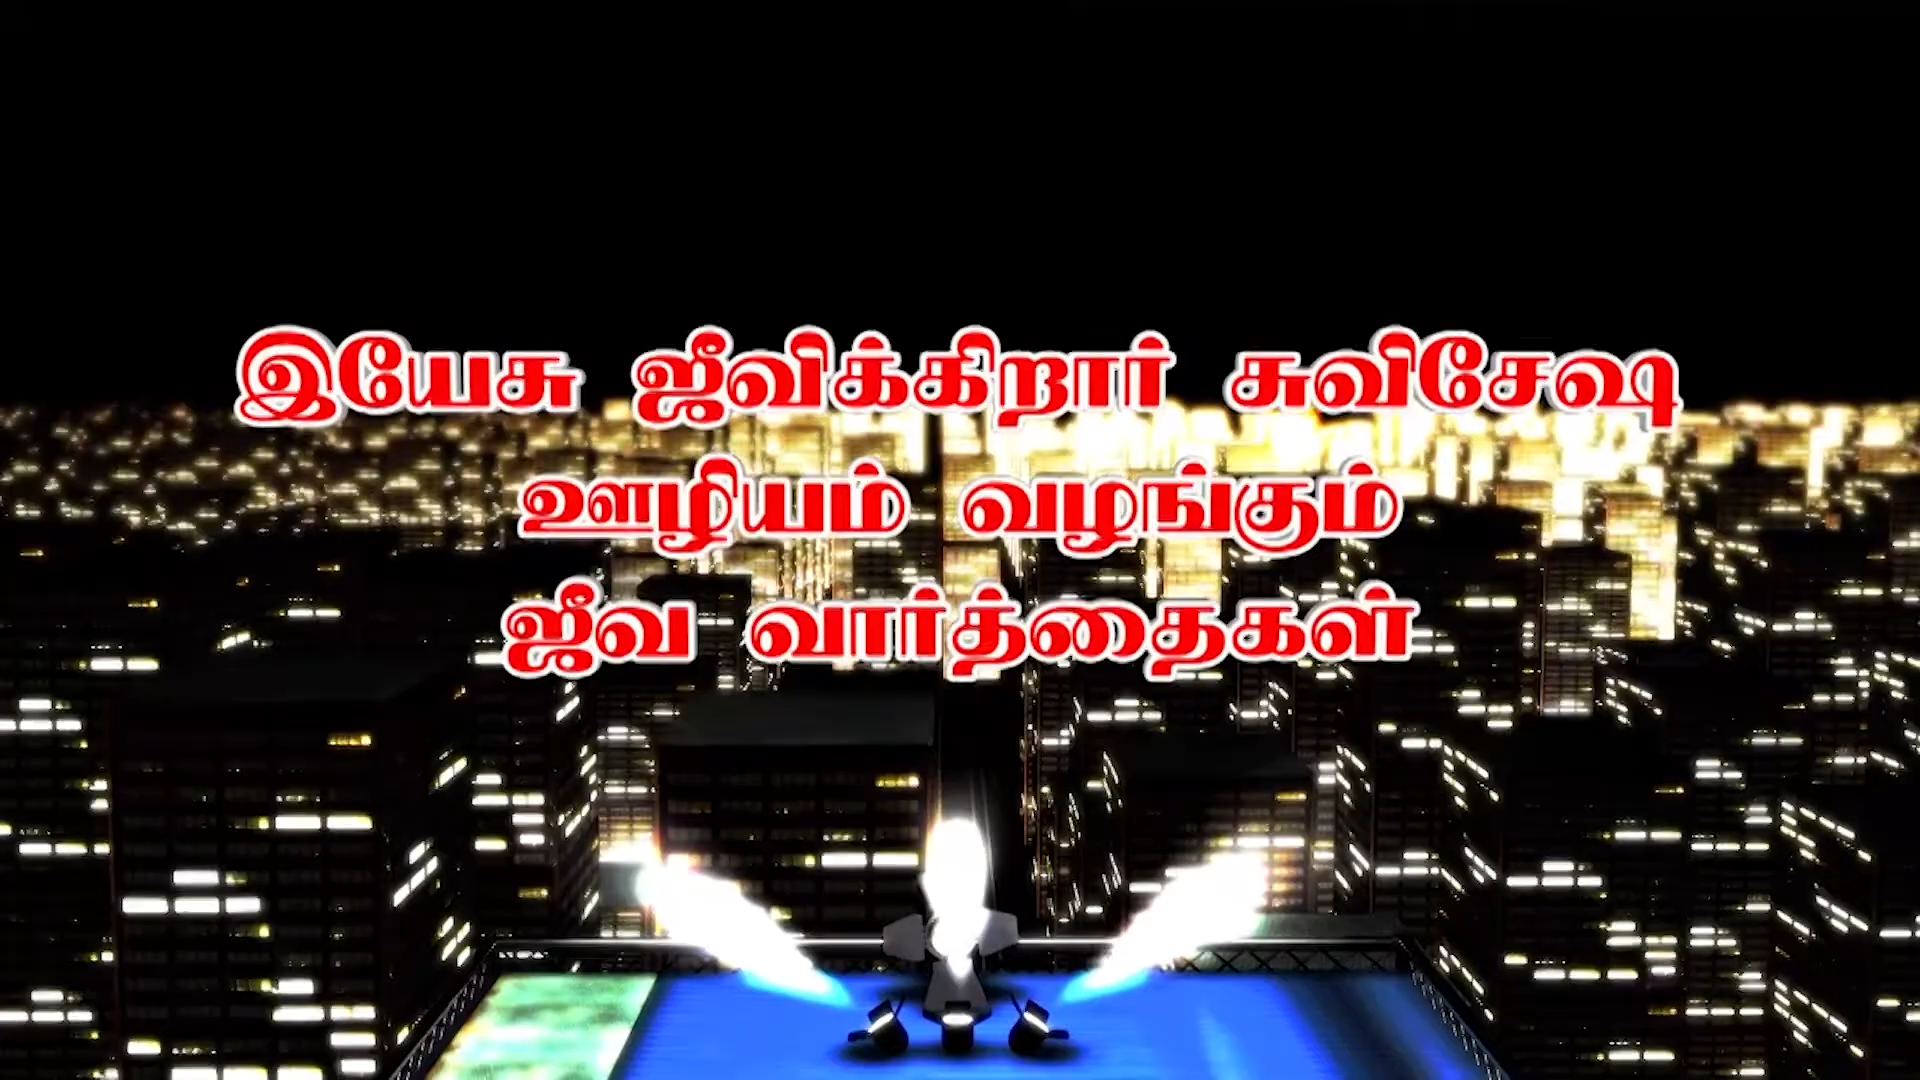 இயேசு ஜீவிக்கிறார் சுவிசேஷ
ஊழியம் வழங்கும்
ஜீவ வார்த்தைகள்